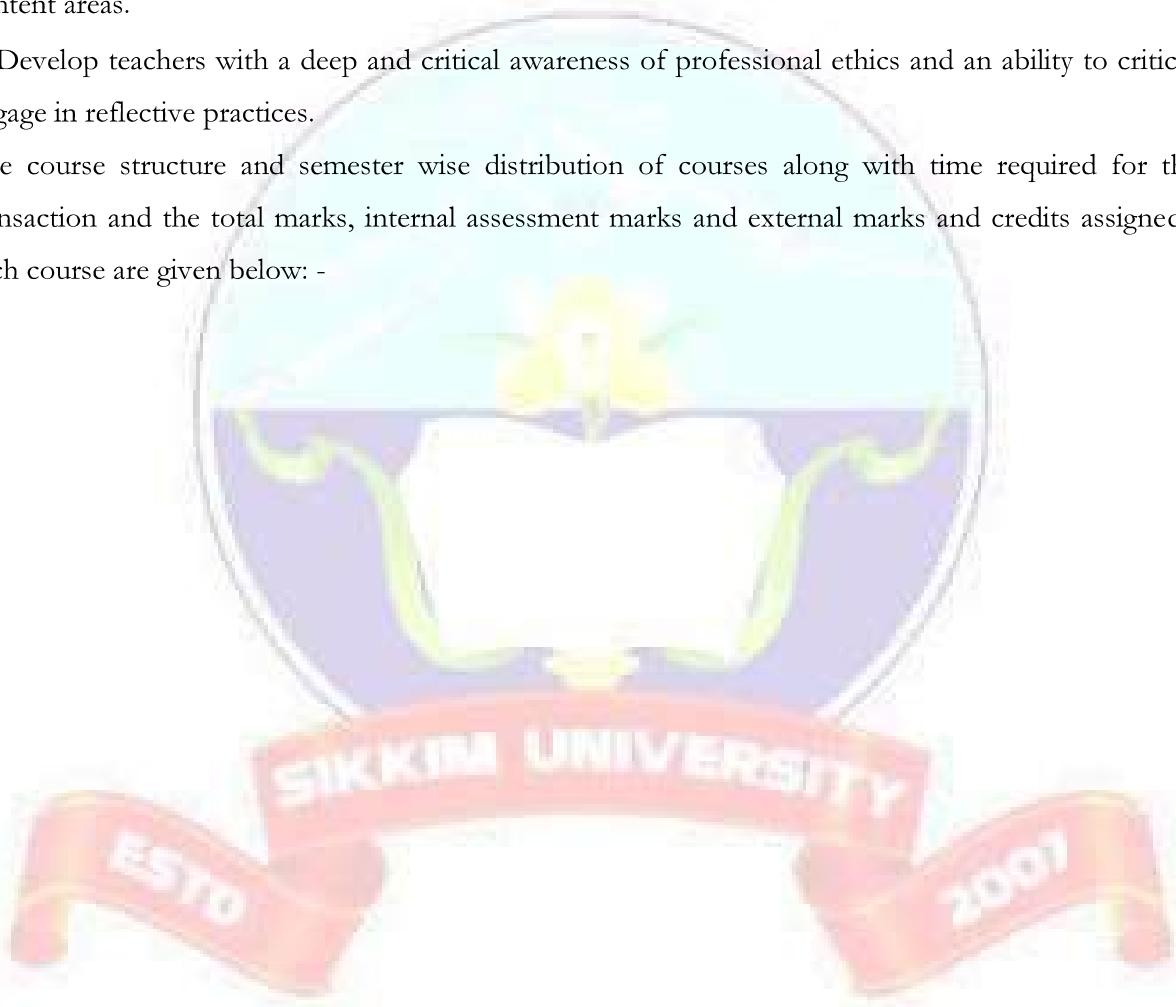 ntent areas.
Develop teachers with a deep and critical awareness of professional ethics and an ability to critic
gage in reflective practices.
e course structure and semester wise distribution of courses along with time required for th
nsaction and the total marks, internal assessment marks and external marks and credits assigned
ch course are given below: -
SIKKIM UNIVERSITY
ESTD
2007